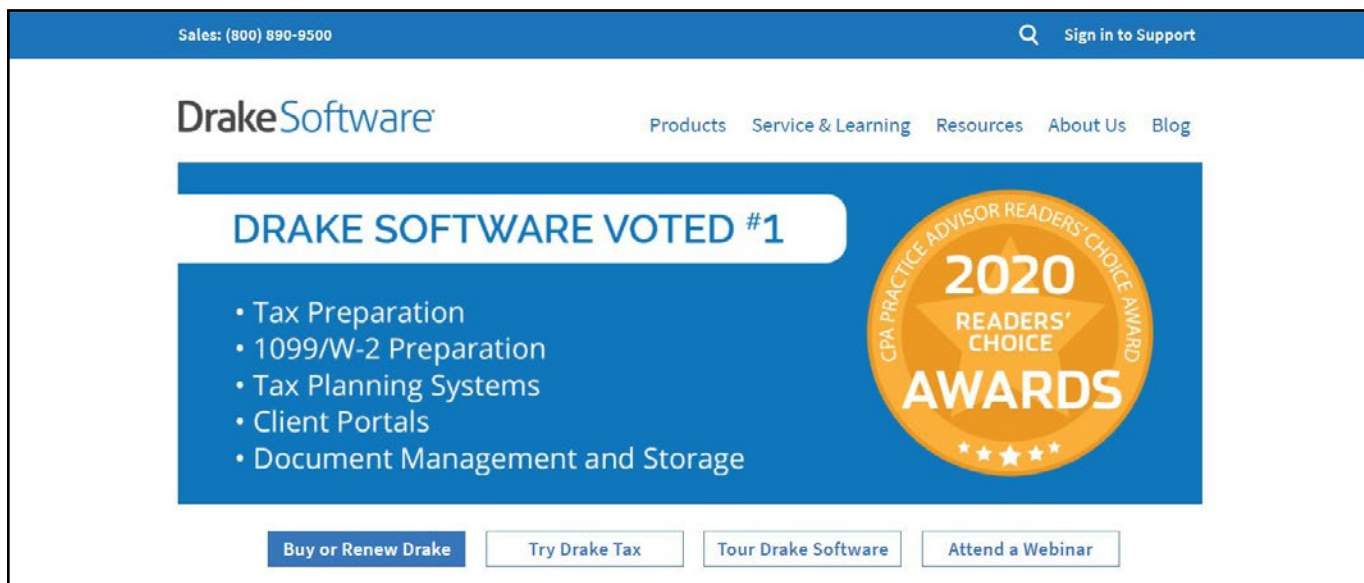 Sales: (800) 890-9500
Sign in to Support
DrakeSoftware
Products Service & Learning Resources About Us Blog
DRAKE SOFTWARE VOTED #1
• Tax Preparation
• 1099/W-2 Preparation
• Tax Planning Systems
• Client Portals
• Document Management and Storage
CPA PRACTICE ADVISOR READERS' CHOICE AWARD
2020
READERS'
CHOICE
AWARDS
Buy or Renew Drake
Try Drake Tax
Tour Drake Software
Attend a Webinar